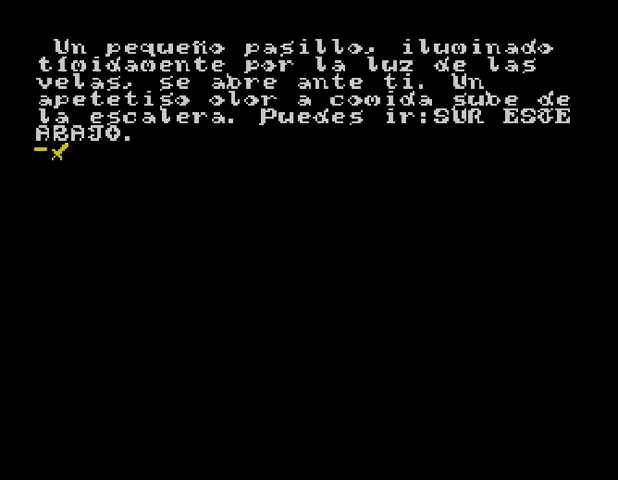 Un pequeño pasillo, iluminado
tímidamente por la luz de las
velas, se abre ante ti. Un
apetetiso olor a comida sube de
la escalera. Puedes ir:SUR ESTE
ABAJO.